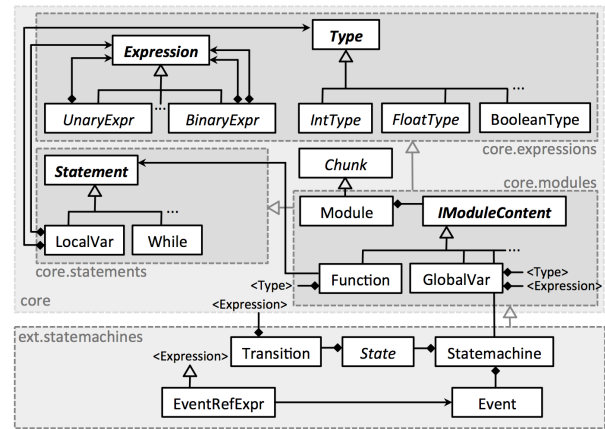 Type
Expression
...
...
UnaryExpr
BinaryExpr
IntType
FloatType
BooleanType
core.expressions
Statement
Chunk
core.modules
...
Module
IModuleContent
LocalVar
While
...
core.statements
<Type>
Function
GlobalVar
<Type>
<Expression>
core
<Expression>
ext.statemachines
<Expression>
Transition
State
Statemachine
EventRefExpr
Event